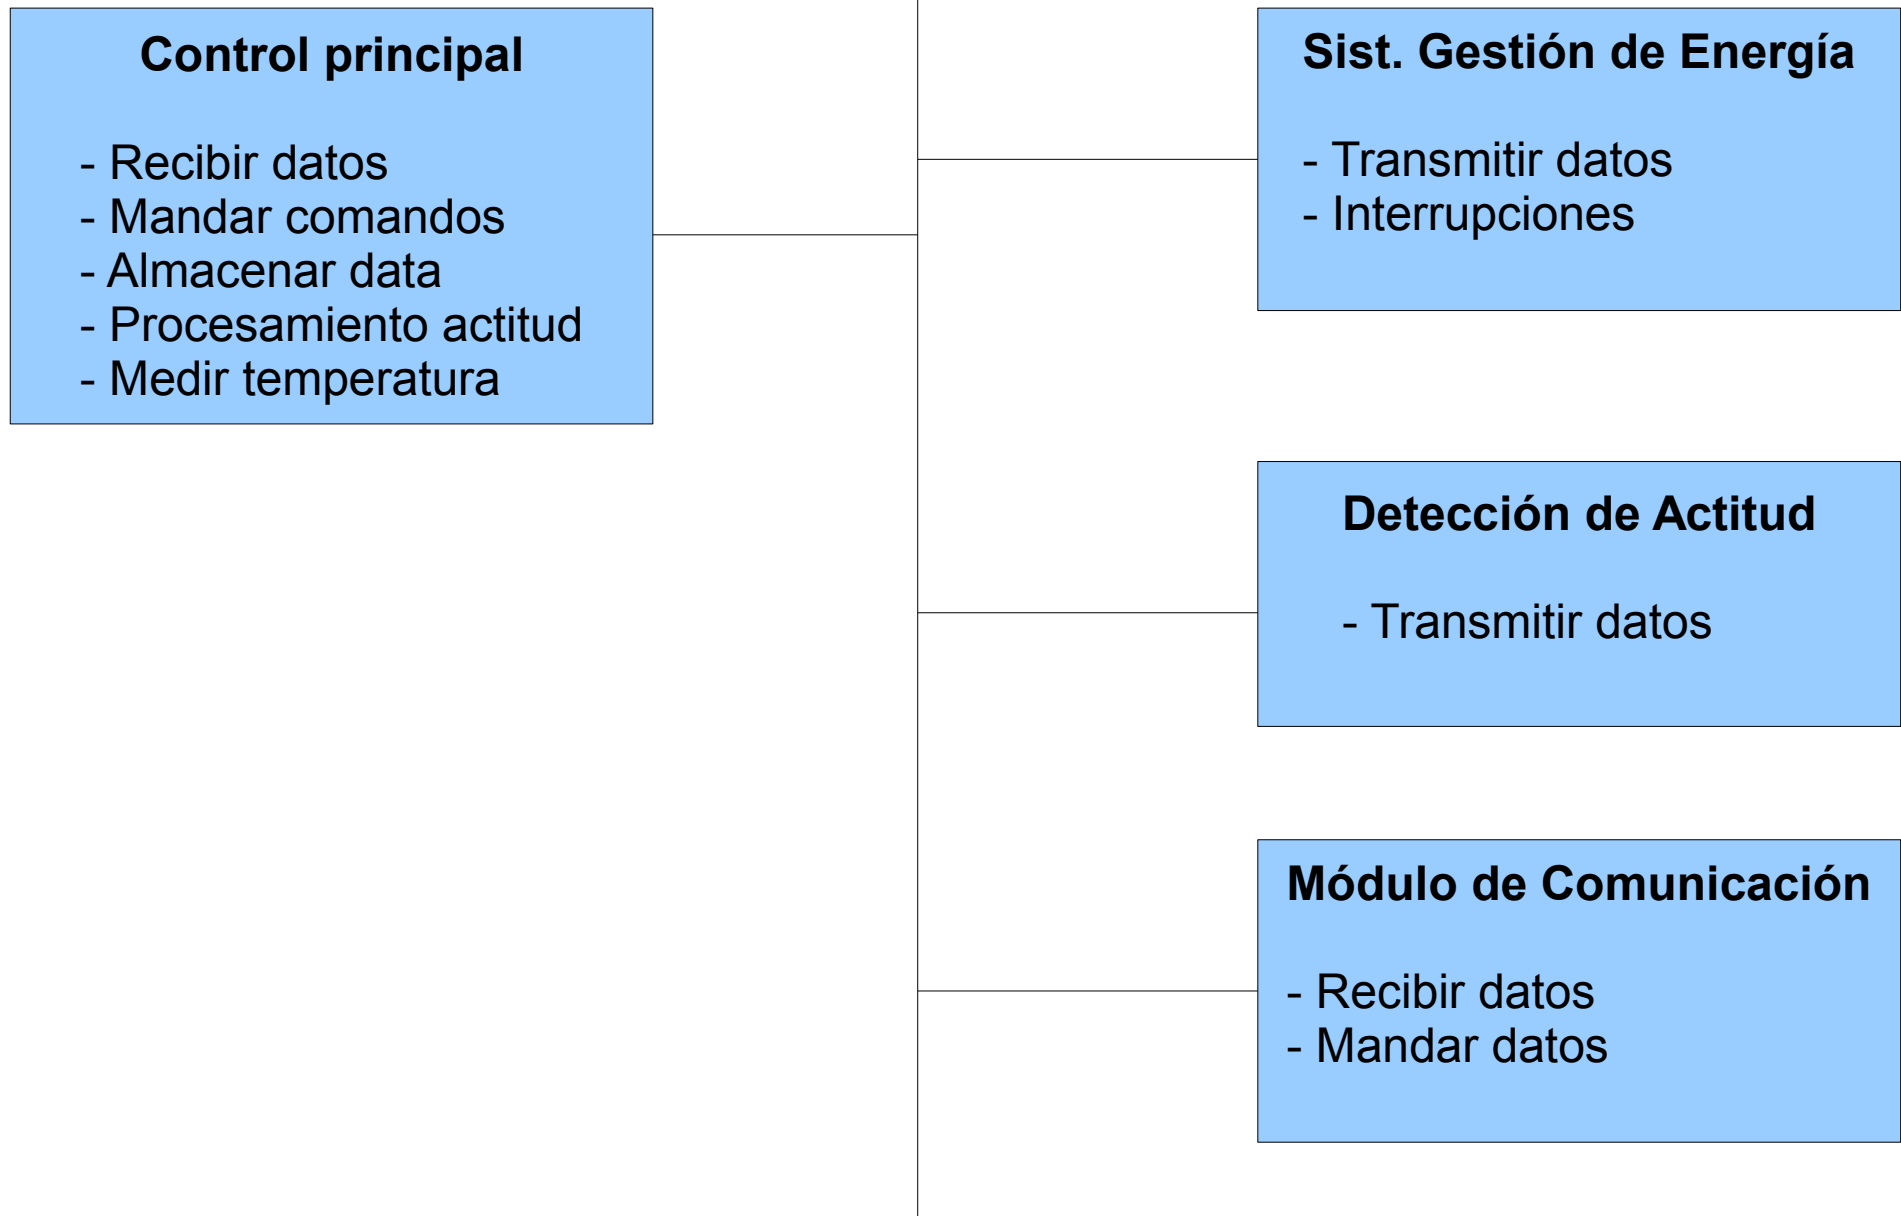 Control principal
- Recibir datos
- Mandar comandos
- Almacenar data
- Procesamiento actitud
- Medir temperatura
Sist. Gestión de Energía
- Transmitir datos
- Interrupciones
Detección de Actitud
- Transmitir datos
Módulo de Comunicación
- Recibir datos
- Mandar datos